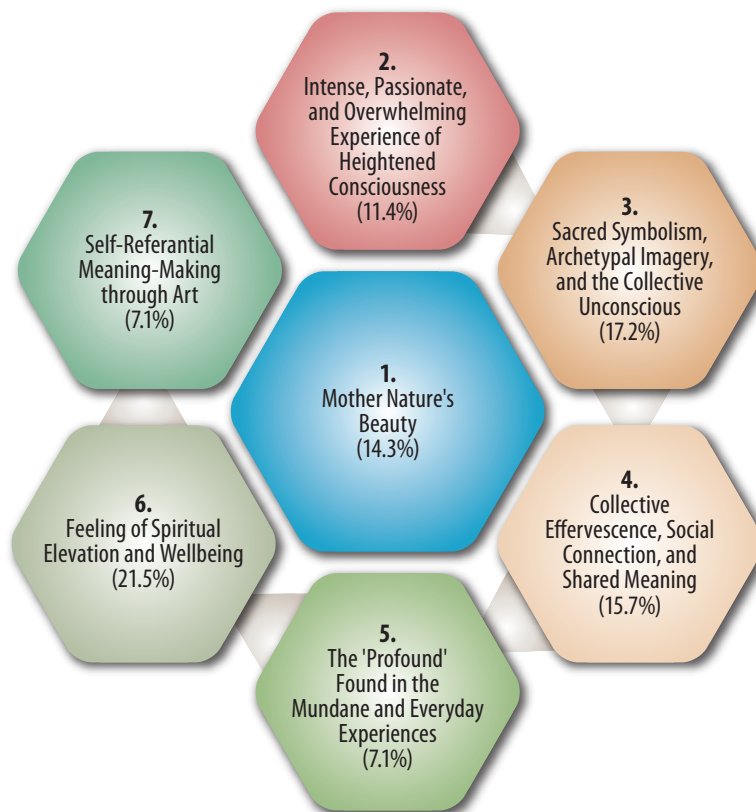 1.
Mother Nature's
Beauty
(14.3%)
2.
Intense, Passionate,
and Overwhelming
Experience of
Heightened
Consciousness
(11.4%)
3.
Sacred Symbolism,
Archetypal Imagery,
and the Collective
Unconscious
(17.2%)
4.
Collective
Effervescence, Social
Connection, and
Shared Meaning
(15.7%)
5.
The 'Profound'
Found in the
Mundane and Everyday
Experiences
(7.1%)
6.
Feeling of Spiritual
Elevation and Wellbeing
(21.5%)
7.
Self-Referantial
Meaning-Making
through Art
(7.1%)